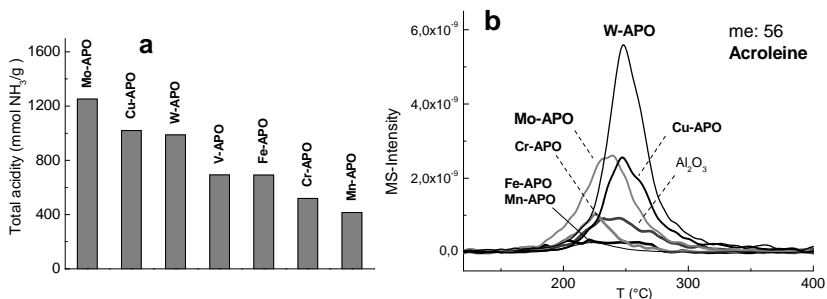 a
Total acidity (mmol NH3/g)
1600
1200
800
400
0
Mo-APO
Cu-APO
W-APO
V-APO
Fe-APO
Cr-APO
Mn-APO
b
MS-Intensity
6,0x10-9
4,0x10-9
2,0x10-9
0,0
W-APO
me: 56
Acroleine
Mo-APO
Cu-APO
Cr-APO
Al2O3
Fe-APO
Mn-APO
200
300
400
T (°C)